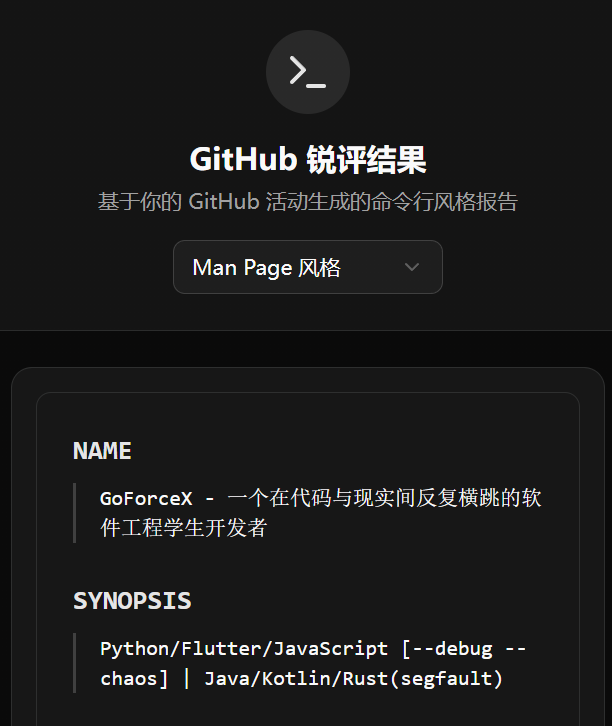 GitHub 锐评结果
基于你的 GitHub 活动生成的命令行风格报告
Man Page 风格
NAME
GoForceX - 一个在代码与现实间反复横跳的软
件工程学生开发者
SYNOPSIS
Python/Flutter/JavaScript [--debug --
chaos] | Java/Kotlin/Rust(segfault)